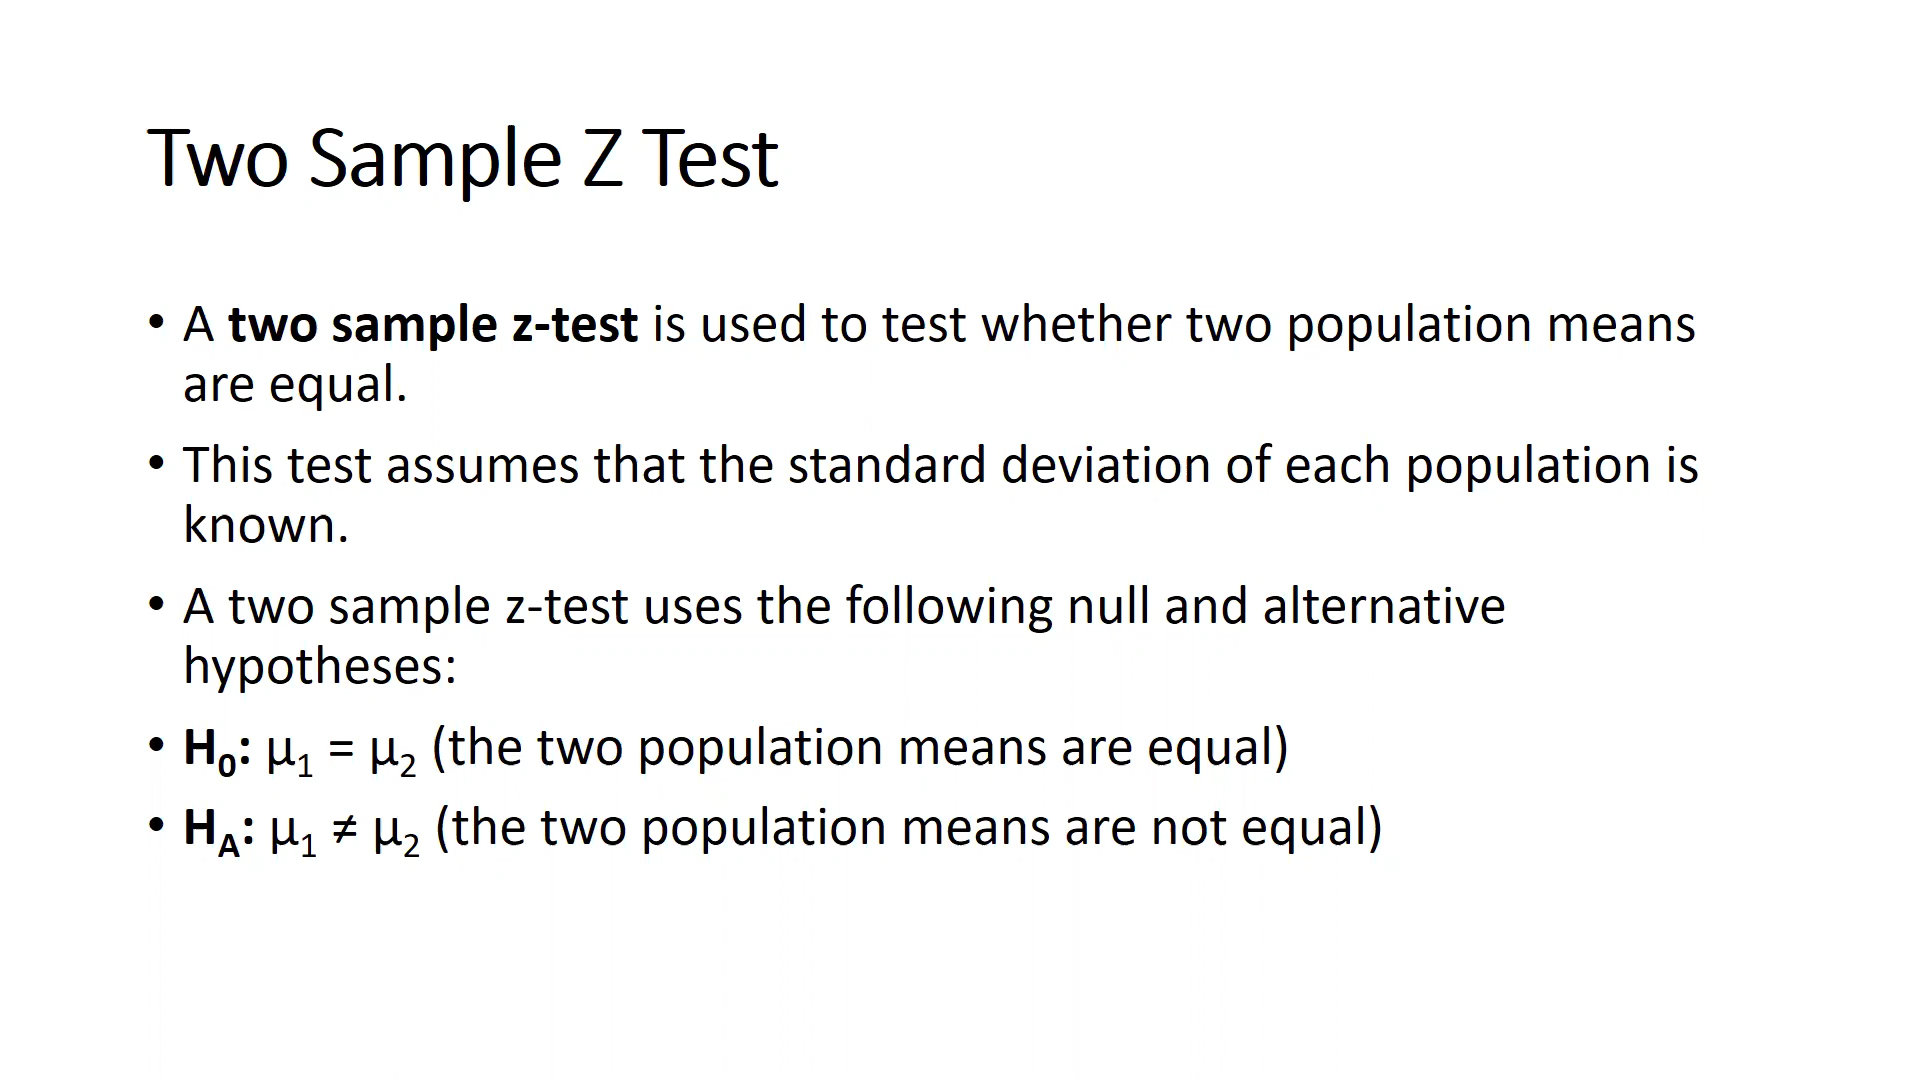 Two Sample Z Test
• A two sample z-test is used to test whether two population means
are equal.
• This test assumes that the standard deviation of each population is
known.
• A two sample z-test uses the following null and alternative
hypotheses:
• H₀: μ₁ = μ₂ (the two population means are equal)
• H_A: μ₁ ≠ μ₂ (the two population means are not equal)